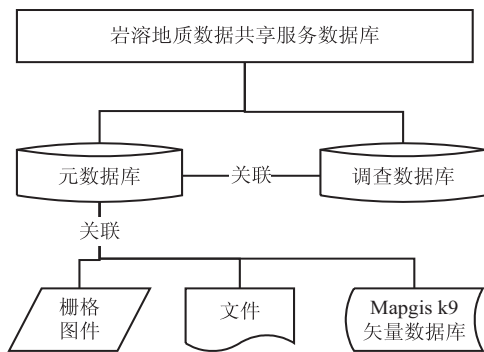 岩溶地质数据共享服务数据库
元数据库
关联
调查数据库
关联
栅格
图件
文件
Mapgis k9
矢量数据库